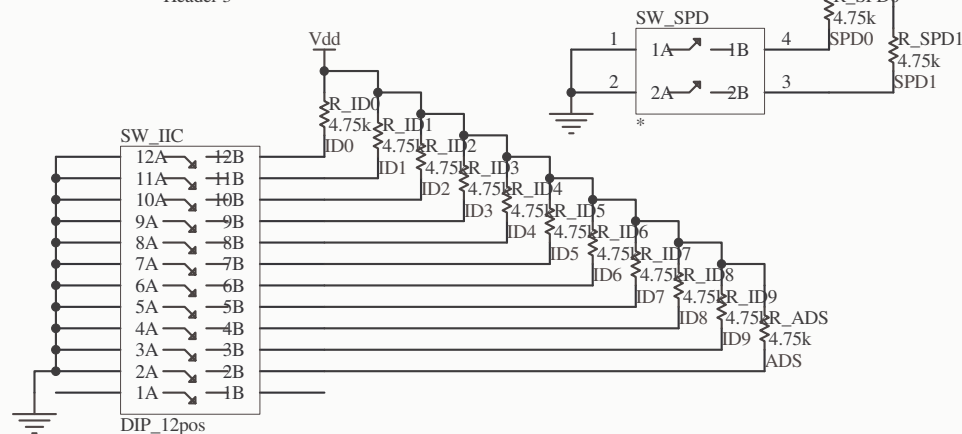 Header 3
R_SPD0
4.75k
SPD0
R_SPD1
4.75k
SPD1
SW_SPD
1 1A 1B 4
2 2A 2B 3
*
Vdd
R_ID0
4.75k
ID0
R_ID1
4.75k
ID1
R_ID2
4.75k
ID2
R_ID3
4.75k
ID3
R_ID4
4.75k
ID4
R_ID5
4.75k
ID5
R_ID6
4.75k
ID6
R_ID7
4.75k
ID7
R_ID8
4.75k
ID8
R_ID9
4.75k
ID9
R_ADS
4.75k
ADS
SW_IIC
12A 12B
11A 11B
10A 10B
9A 9B
8A 8B
7A 7B
6A 6B
5A 5B
4A 4B
3A 3B
2A 2B
1A 1B
DIP_12pos